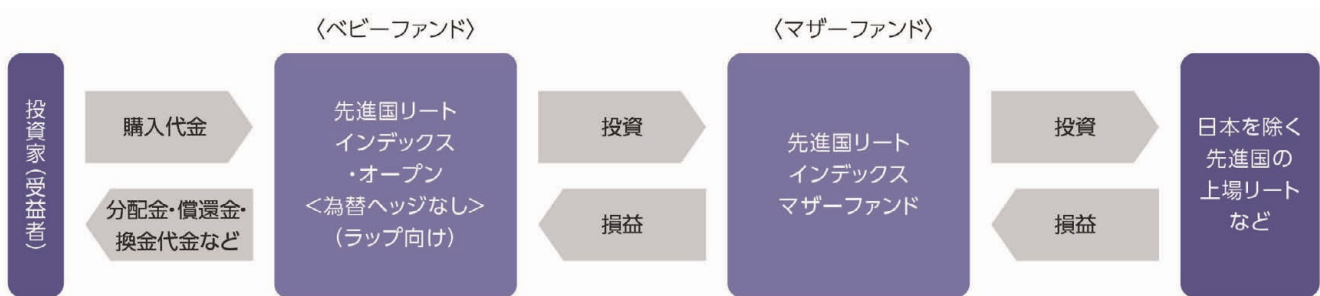 〈ベビーファンド〉
〈マザーファンド〉
投資家(受益者)
購入代金
分配金・償還金・
換金代金など
先進国リート
インデックス
・オープン
<為替ヘッジなし>
(ラップ向け)
投資
損益
先進国リート
インデックス
マザーファンド
投資
損益
日本を除く
先進国の
上場リート
など